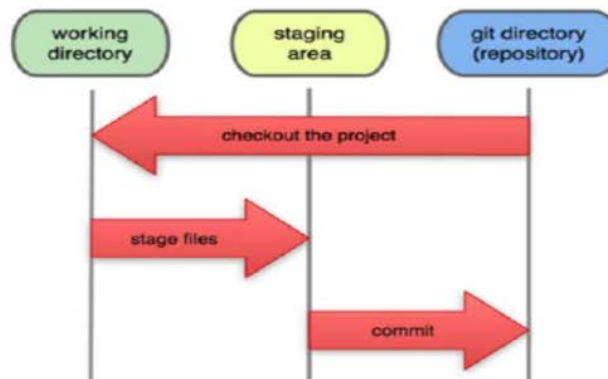 working
directory
staging
area
git directory
(repository)
checkout the project
stage files
commit